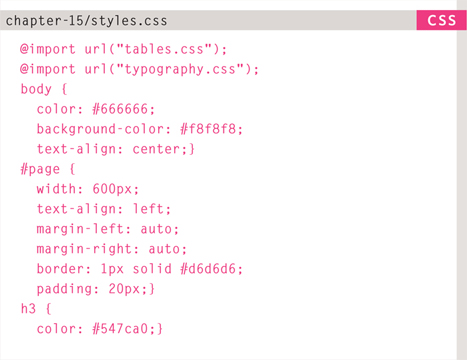 chapter-15/styles.css CSS
@import url("tables.css");
@import url("typography.css");
body {
  color: #666666;
  background-color: #f8f8f8;
  text-align: center;}
#page {
  width: 600px;
  text-align: left;
  margin-left: auto;
  margin-right: auto;
  border: 1px solid #d6d6d6;
  padding: 20px;}
h3 {
  color: #547ca0;}